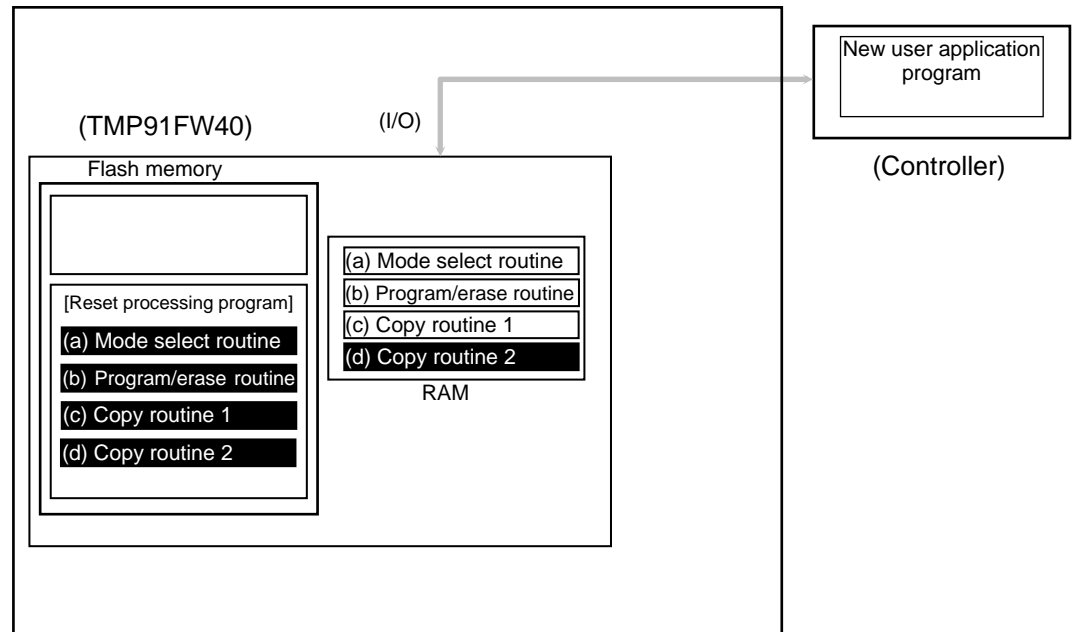 New user application
program
(Controller)
(I/O)
(TMP91FW40)
Flash memory
[Reset processing program]
(a) Mode select routine
(b) Program/erase routine
(c) Copy routine 1
(d) Copy routine 2
(a) Mode select routine
(b) Program/erase routine
(c) Copy routine 1
(d) Copy routine 2
RAM